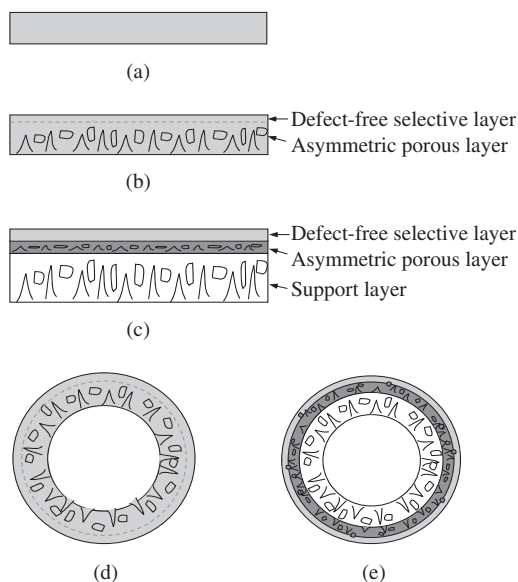 (a)
Defect-free selective layer
Asymmetric porous layer
(b)
Defect-free selective layer
Asymmetric porous layer
Support layer
(c)
(d)
(e)